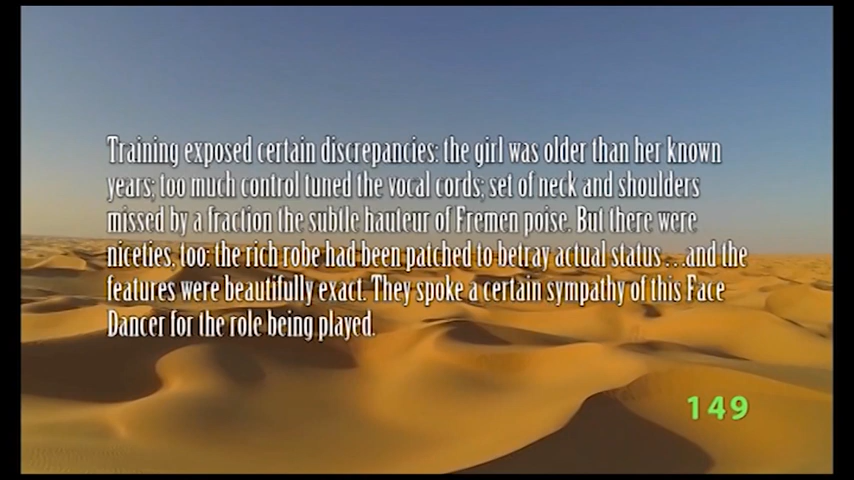 Training exposed certain discrepancies: the girl was older than her known
years; too much control tuned the vocal cords; set of neck and shoulders
missed by a fraction the subtle hauteur of Fremen poise. But there were
niceties, too: the rich robe had been patched to betray actual status . . .and the
features were beautifully exact. They spoke a certain sympathy of this Face
Dancer for the role being played.
149